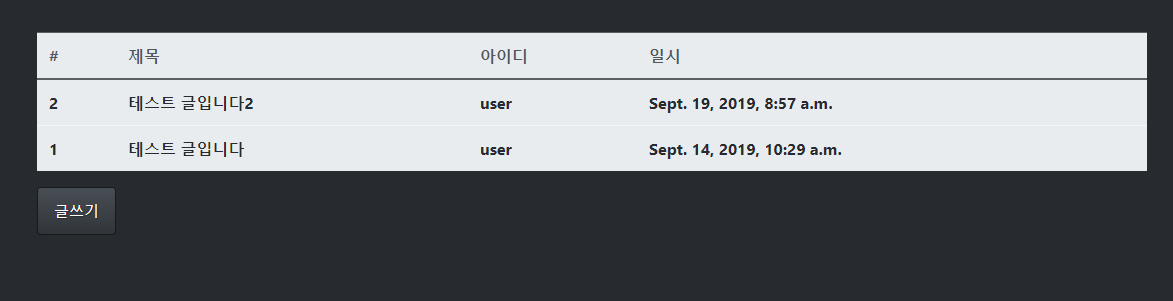 # 제목 아이디 일시
2 테스트 글입니다2 user Sept. 19, 2019, 8:57 a.m.
1 테스트 글입니다 user Sept. 14, 2019, 10:29 a.m.
글쓰기